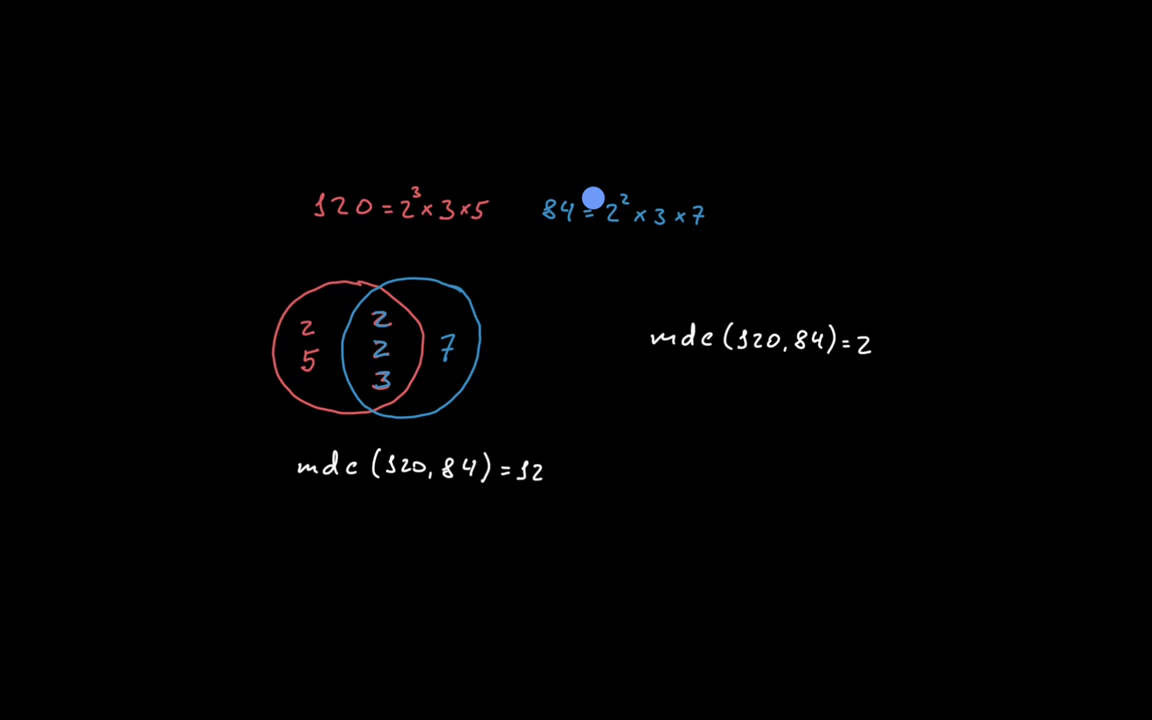 120 = 2³ × 3 × 5
84 = 2² × 3 × 7
2 2 7
5 2
3
mdc (120, 84) = 2
mdc (120, 84) = 12